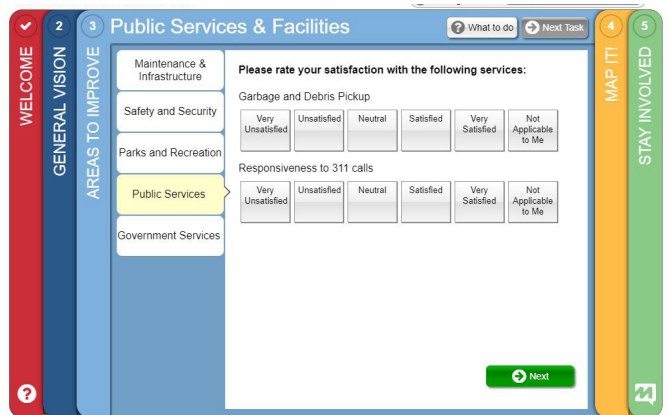 WELCOME
2
GENERAL VISION
3
AREAS TO IMPROVE
Public Services & Facilities
? What to do
Next Task
Maintenance &
Infrastructure
Safety and Security
Parks and Recreation
Public Services
Government Services
Please rate your satisfaction with the following services:
Garbage and Debris Pickup
Very
Unsatisfied
Unsatisfied
Neutral
Satisfied
Very
Satisfied
Not
Applicable
to Me
Responsiveness to 311 calls
Very
Unsatisfied
Unsatisfied
Neutral
Satisfied
Very
Satisfied
Not
Applicable
to Me
Next
4
MAP IT!
5
STAY INVOLVED
?